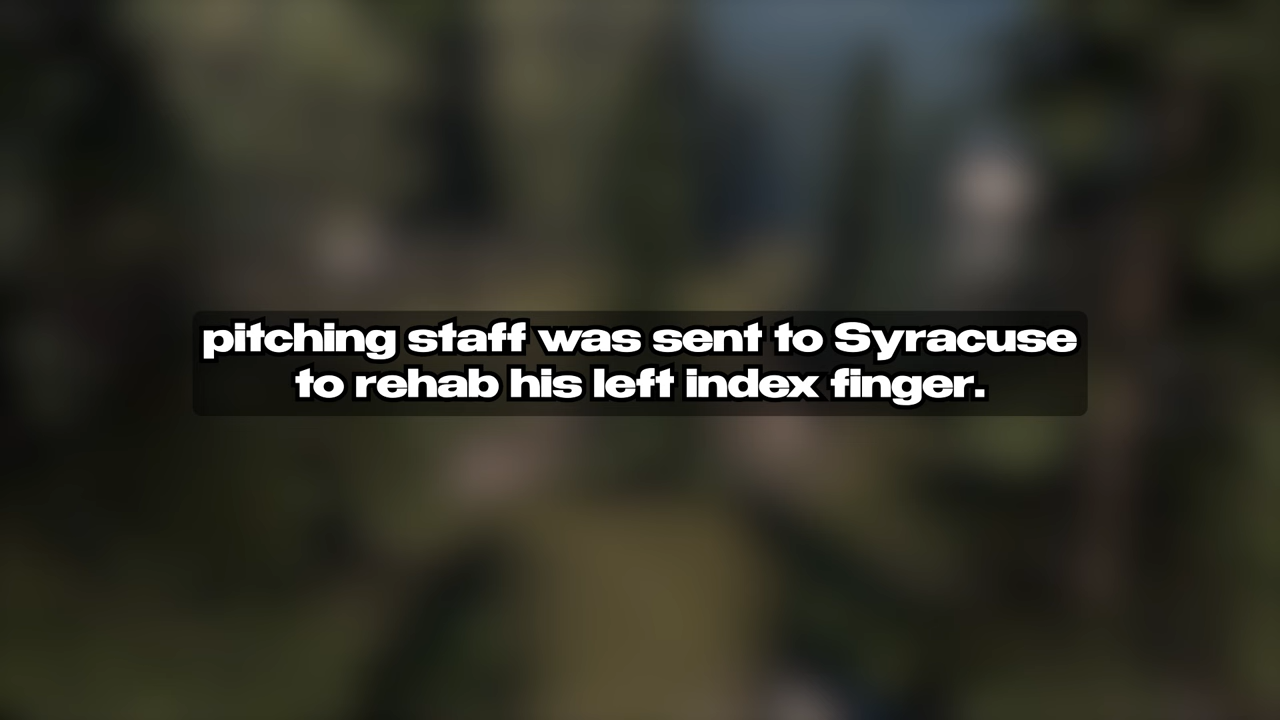 pitching staff was sent to Syracuse
to rehab his left index finger.